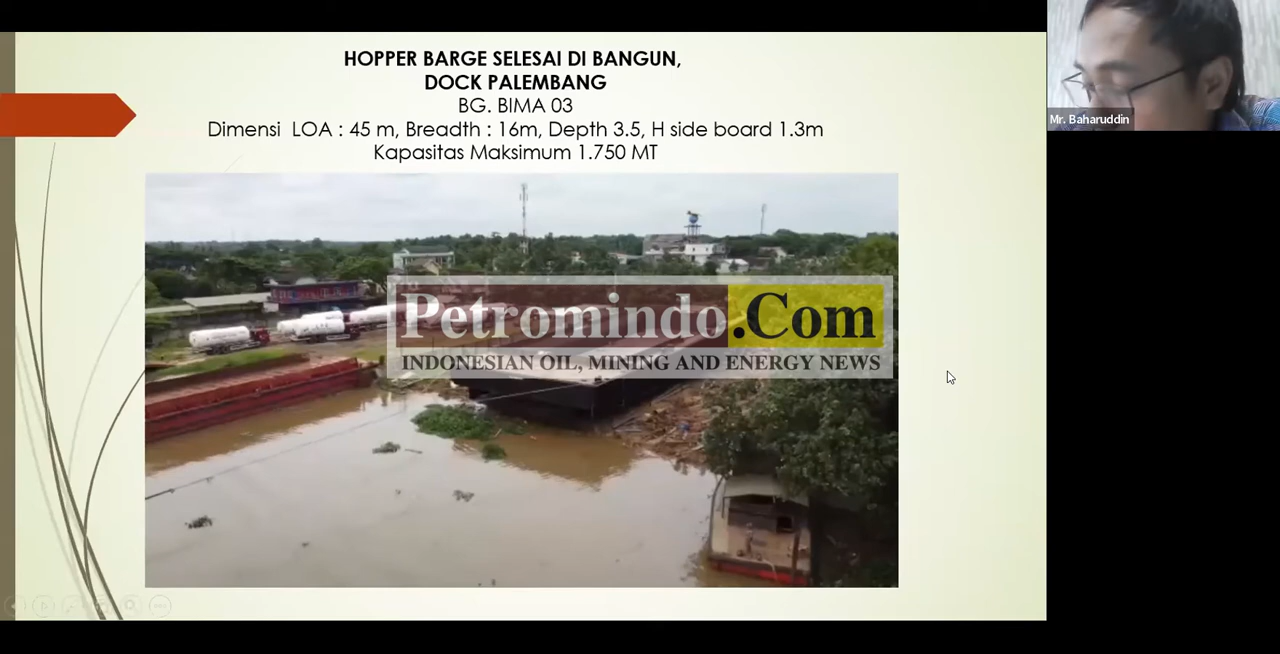 HOPPER BARGE SELESAI DI BANGUN,
DOCK PALEMBANG
BG. BIMA 03
Dimensi LOA : 45 m, Breadth : 16m, Depth 3.5, H side board 1.3m
Kapasitas Maksimum 1.750 MT
Petromindo.Com
INDONESIAN OIL, MINING AND ENERGY NEWS
Mr. Baharuddin